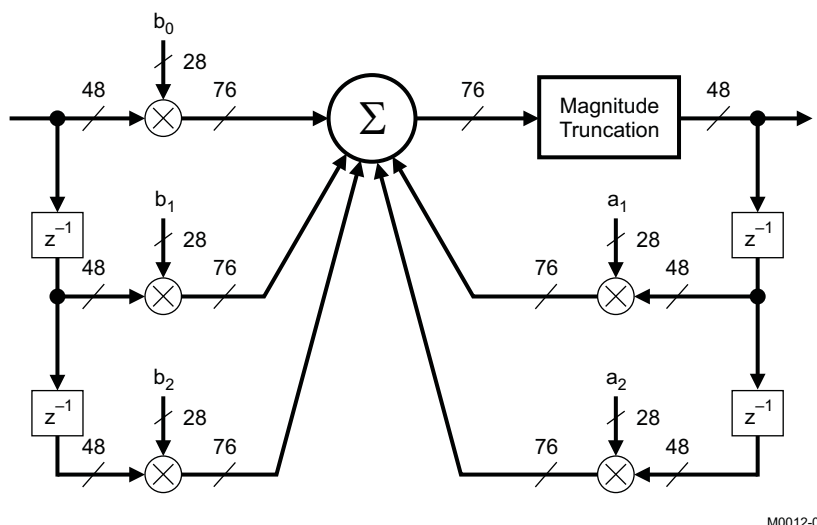 b0
28
48
76
Σ
76
Magnitude
Truncation
48
z–1
b1
28
48
76
a1
28
76
48
z–1
z–1
b2
28
48
76
a2
28
76
48
z–1
M0012-0